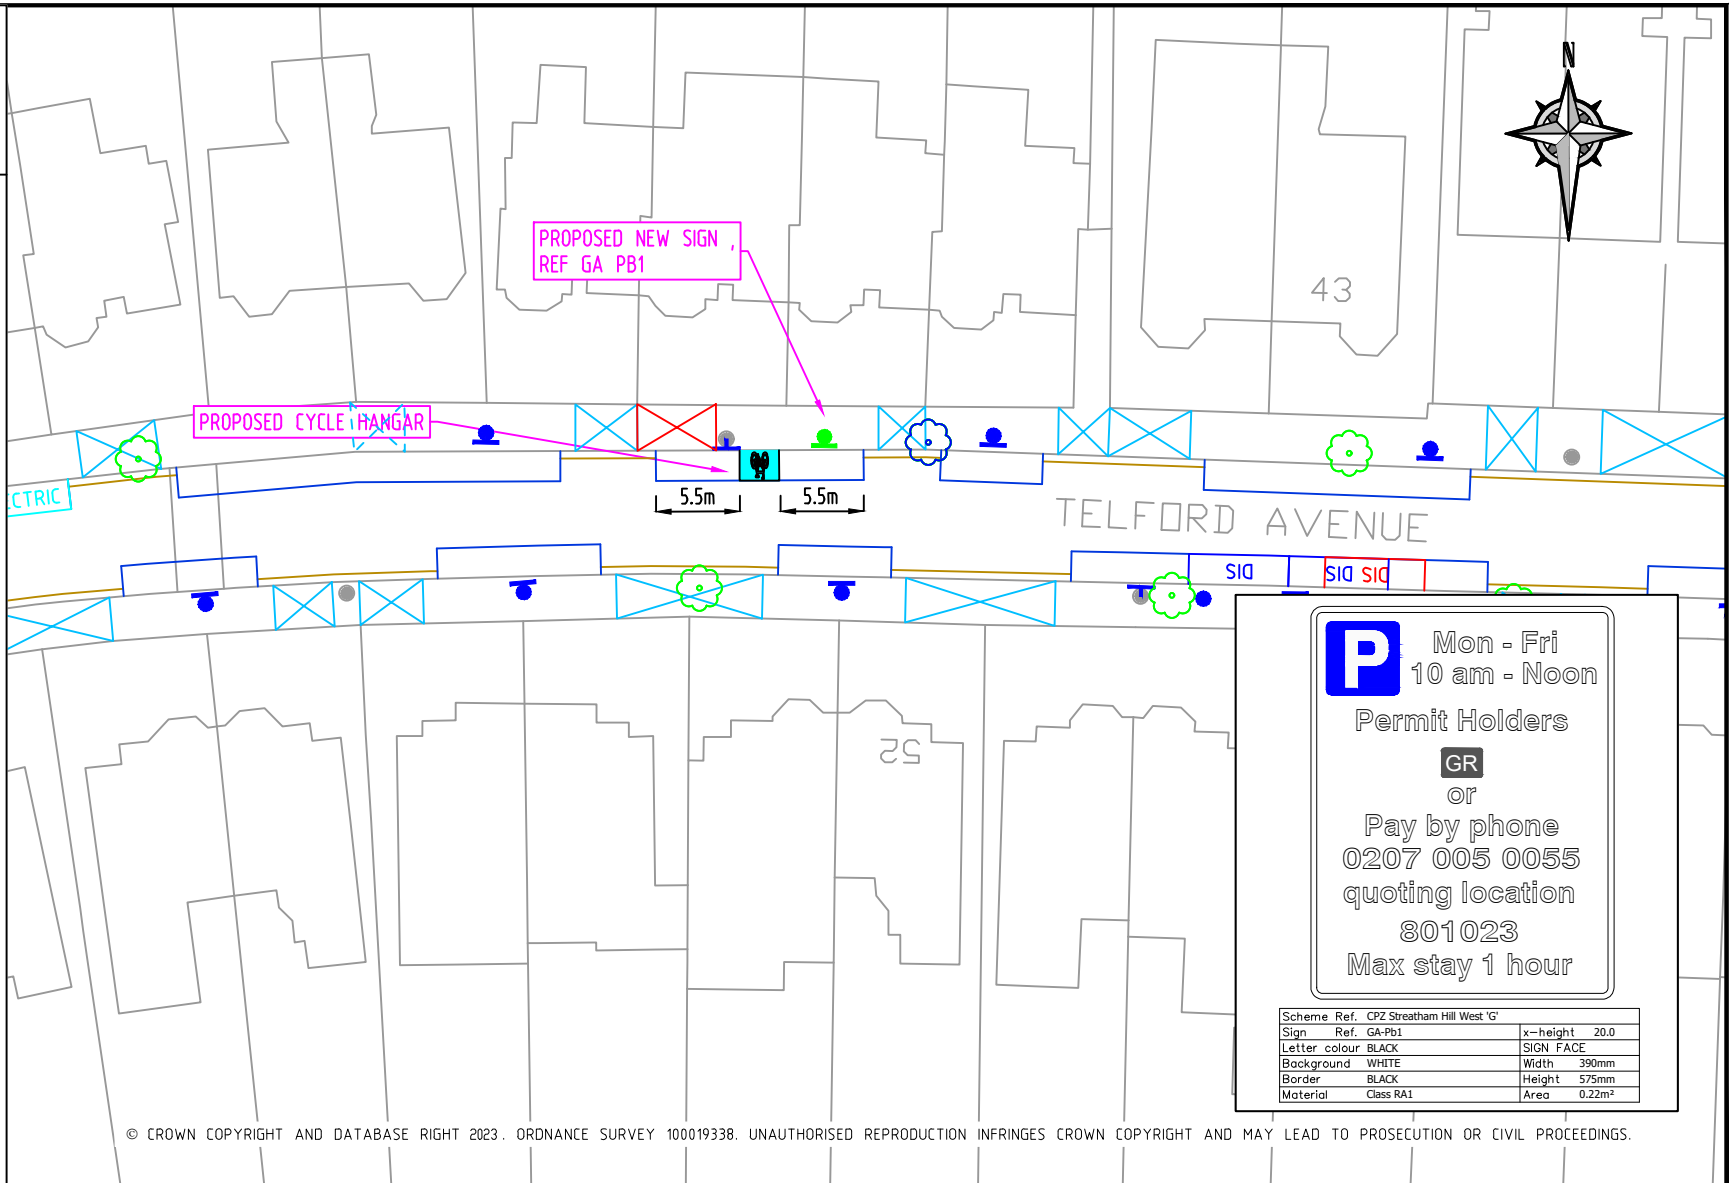 N
PROPOSED NEW SIGN ,
REF GA PB1
43
PROPOSED CYCLE HANGAR
CTRIC
5.5m
5.5m
TELFORD AVENUE
DIS
DIS
DIS
52
P
Mon - Fri
10 am - Noon
Permit Holders
GR
or
Pay by phone
0207 005 0055
quoting location
801023
Max stay 1 hour
Scheme Ref. CPZ Streatham Hill West 'G'
Sign Ref. GA-Pb1 x-height 20.0
Letter colour BLACK SIGN FACE
Background WHITE Width 390mm
Border BLACK Height 575mm
Material Class RA1 Area 0.22m²
© CROWN COPYRIGHT AND DATABASE RIGHT 2023. ORDNANCE SURVEY 100019338. UNAUTHORISED REPRODUCTION INFRINGES CROWN COPYRIGHT AND MAY LEAD TO PROSECUTION OR CIVIL PROCEEDINGS.